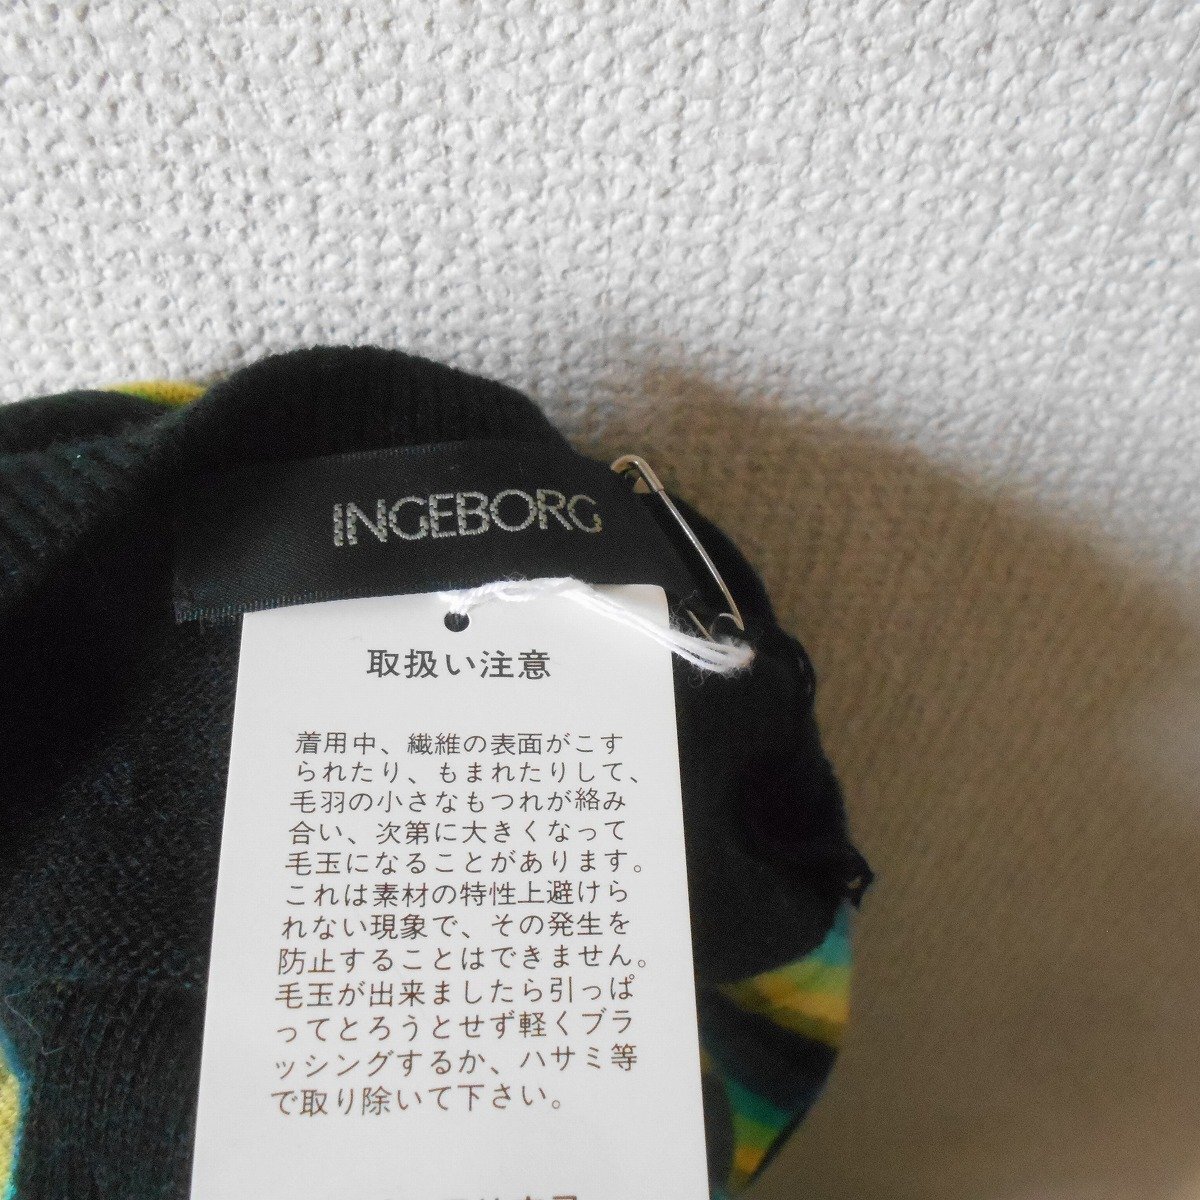 INGEBORG
取扱い注意
着用中、繊維の表面がこす
られたり、もまれたりして、
毛羽の小さなもつれが絡み
合い、次第に大きくなって
毛玉になることがあります。
これは素材の特性上避けら
れない現象で、その発生を
防止することはできません。
毛玉が出来ましたら引っぱ
ってとろうとせず軽くブラ
ッシングするか、ハサミ等
で取り除いて下さい。